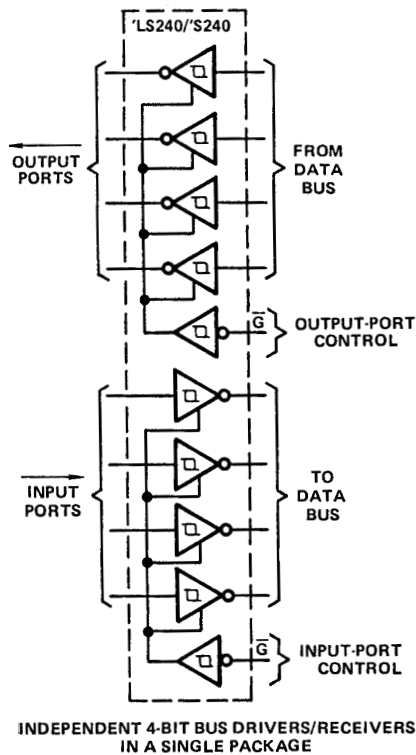 'LS240/'S240
OUTPUT
PORTS
FROM
DATA
BUS
G̅
OUTPUT-PORT
CONTROL
INPUT
PORTS
TO
DATA
BUS
G̅
INPUT-PORT
CONTROL
INDEPENDENT 4-BIT BUS DRIVERS/RECEIVERS
IN A SINGLE PACKAGE